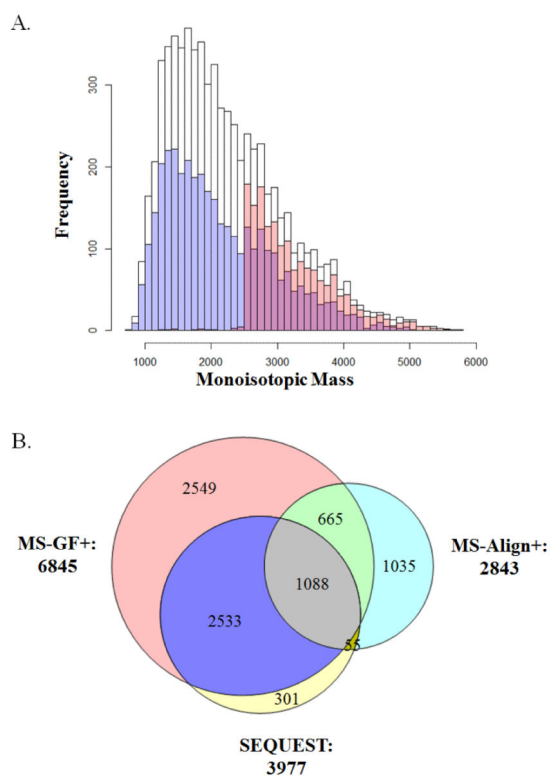 A.
300
200
100
0
Frequency
1000 2000 3000 4000 5000 6000
Monoisotopic Mass
B.
2549
665
MS-GF+:
6845
1035
MS-Align+:
2843
1088
2533
55
301
SEQUEST:
3977